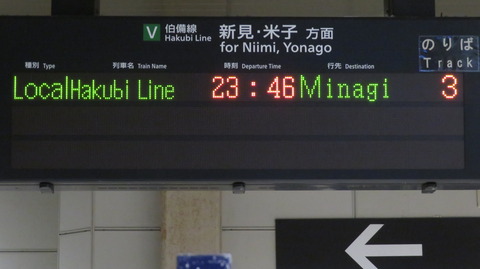 V 伯備線 新見・米子 方面
Hakubi Line for Niimi, Yonago
のりば
Track
種別 Type 列車名 Train Name 時刻 Departure Time 行先 Destination
Local Hakubi Line 23:46 Minagi 3